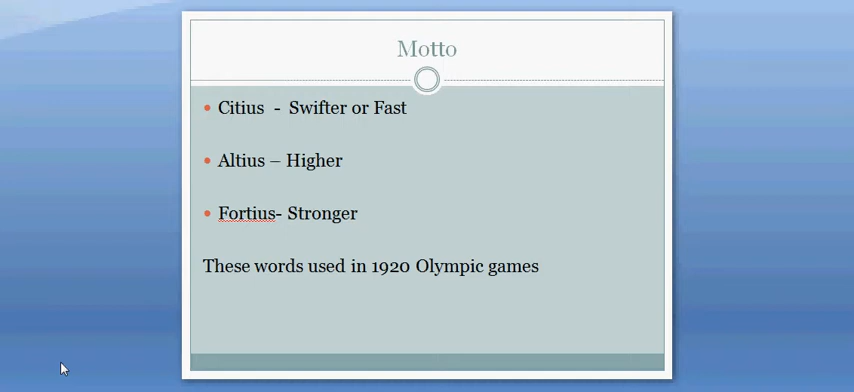 Motto
Citius - Swifter or Fast
Altius – Higher
Fortius- Stronger
These words used in 1920 Olympic games